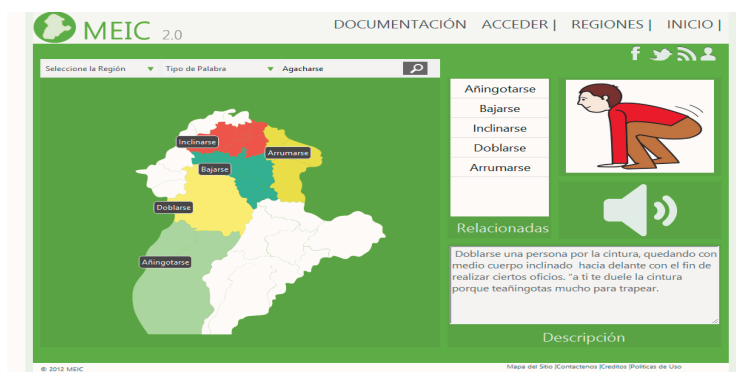 MEIC 2.0
DOCUMENTACIÓN ACCEDER | REGIONES | INICIO |
Seleccione la Región Tipo de Palabra Agacharse
Inclinarse
Arrumarse
Bajarse
Doblarse
Añingotarse
Añingotarse
Bajarse
Inclinarse
Doblarse
Arrumarse
Relacionadas
Doblarse una persona por la cintura, quedando con
medio cuerpo inclinado hacia delante con el fin de
realizar ciertos oficios. "a ti te duele la cintura
porque teañingotas mucho para trapear.
Descripción
© 2012 MEIC
Mapa del Sitio |Contactenos |Creditos |Politicas de Uso